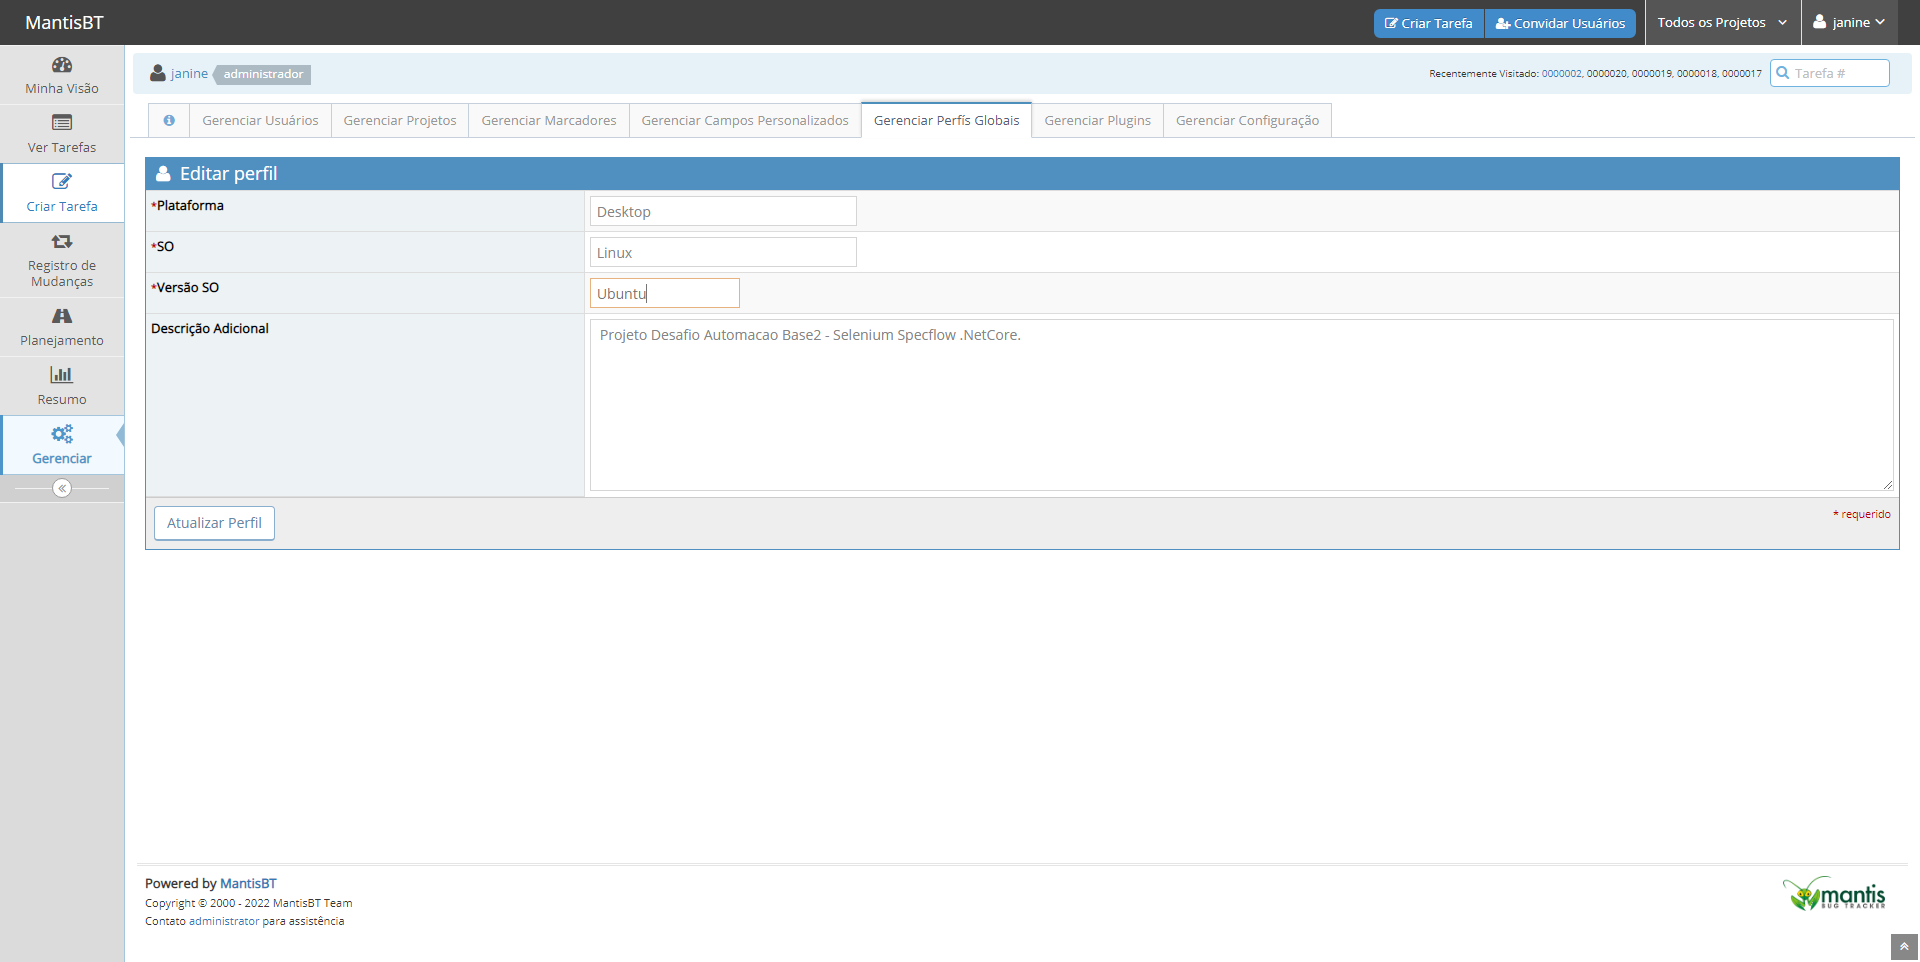 MantisBT
Criar Tarefa
Convidar Usuários
Todos os Projetos
janine
Minha Visão
Ver Tarefas
Criar Tarefa
Registro de
Mudanças
Planejamento
Resumo
Gerenciar
janine administrador
Recentemente Visitado: 0000002, 0000020, 0000019, 0000018, 0000017
Tarefa #
Gerenciar Usuários
Gerenciar Projetos
Gerenciar Marcadores
Gerenciar Campos Personalizados
Gerenciar Perfís Globais
Gerenciar Plugins
Gerenciar Configuração
Editar perfil
*Plataforma
Desktop
*SO
Linux
*Versão SO
Ubuntu
Descrição Adicional
Projeto Desafio Automacao Base2 - Selenium Specflow .NetCore.
Atualizar Perfil
* requerido
Powered by MantisBT
Copyright © 2000 - 2022 MantisBT Team
Contato administrator para assistência
mantis
BUG TRACKER